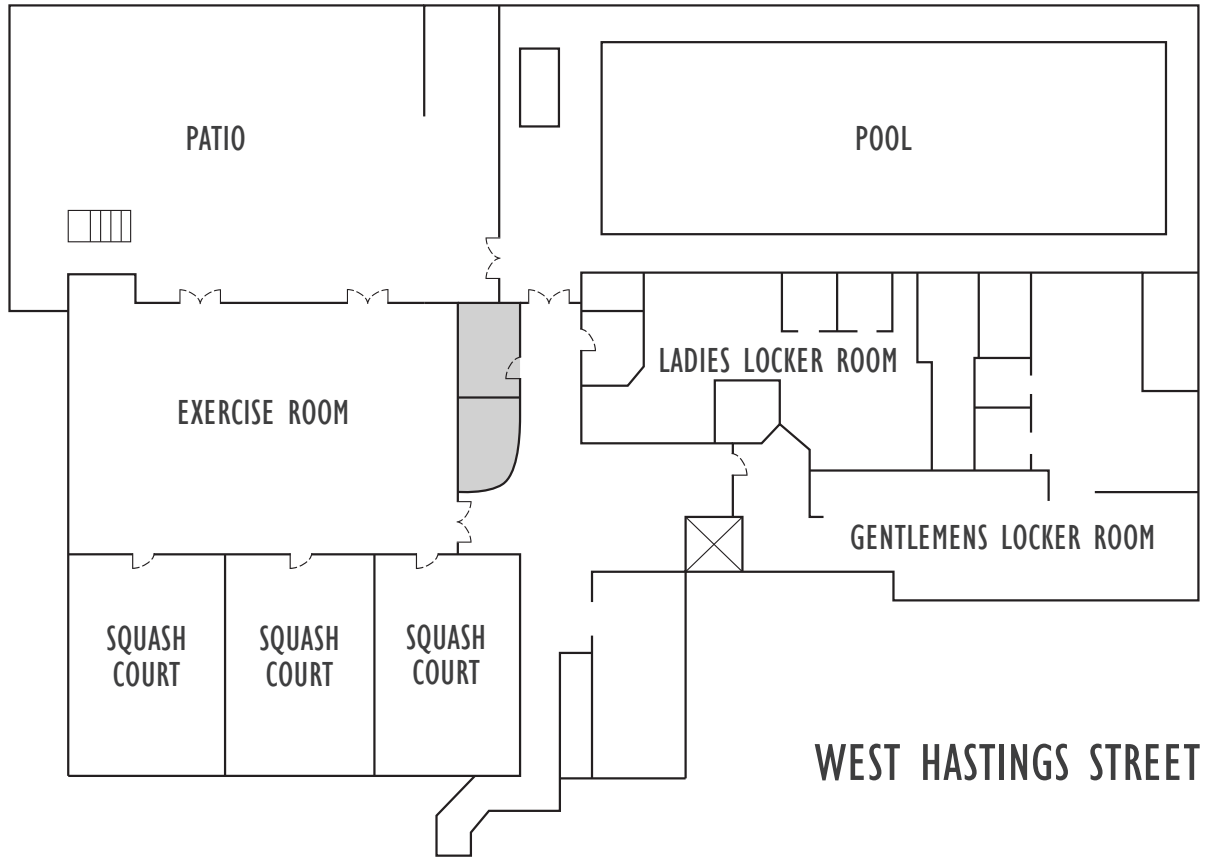 PATIO
POOL
LADIES LOCKER ROOM
EXERCISE ROOM
GENTLEMENS LOCKER ROOM
SQUASH
COURT
SQUASH
COURT
SQUASH
COURT
WEST HASTINGS STREET